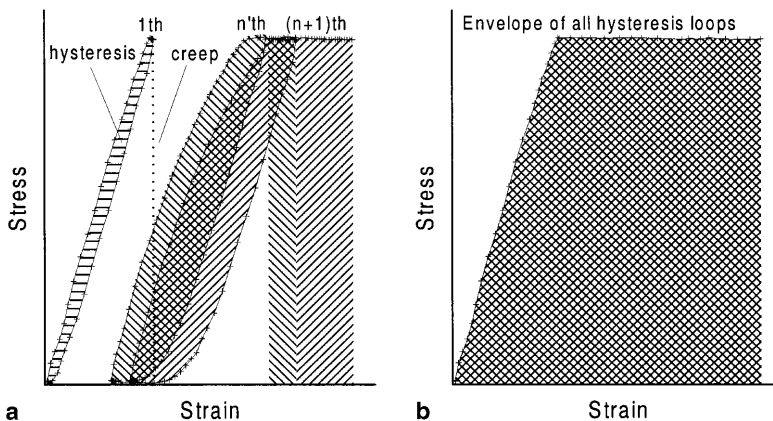 1th n'th (n+1)th
hysteresis creep
Stress
a Strain
Envelope of all hysteresis loops
Stress
b Strain